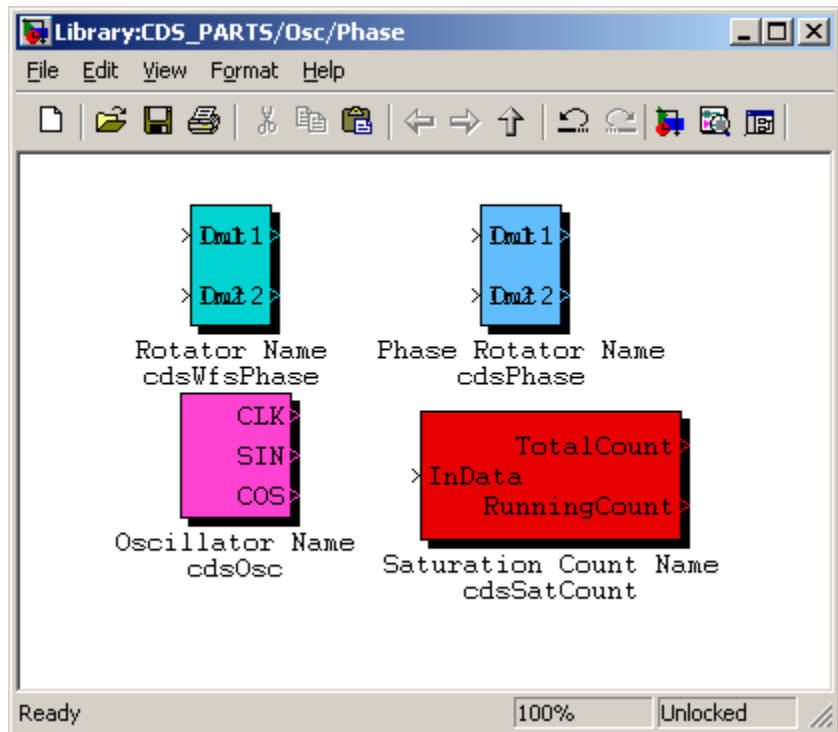 Library:CDS_PARTS/Osc/Phase
File Edit View Format Help
1
2
Rotator Name
cdsWfsPhase
1
2
Phase Rotator Name
cdsPhase
CLK
SIN
COS
Oscillator Name
cdsOsc
TotalCount
InData
RunningCount
Saturation Count Name
cdsSatCount
Ready 100% Unlocked